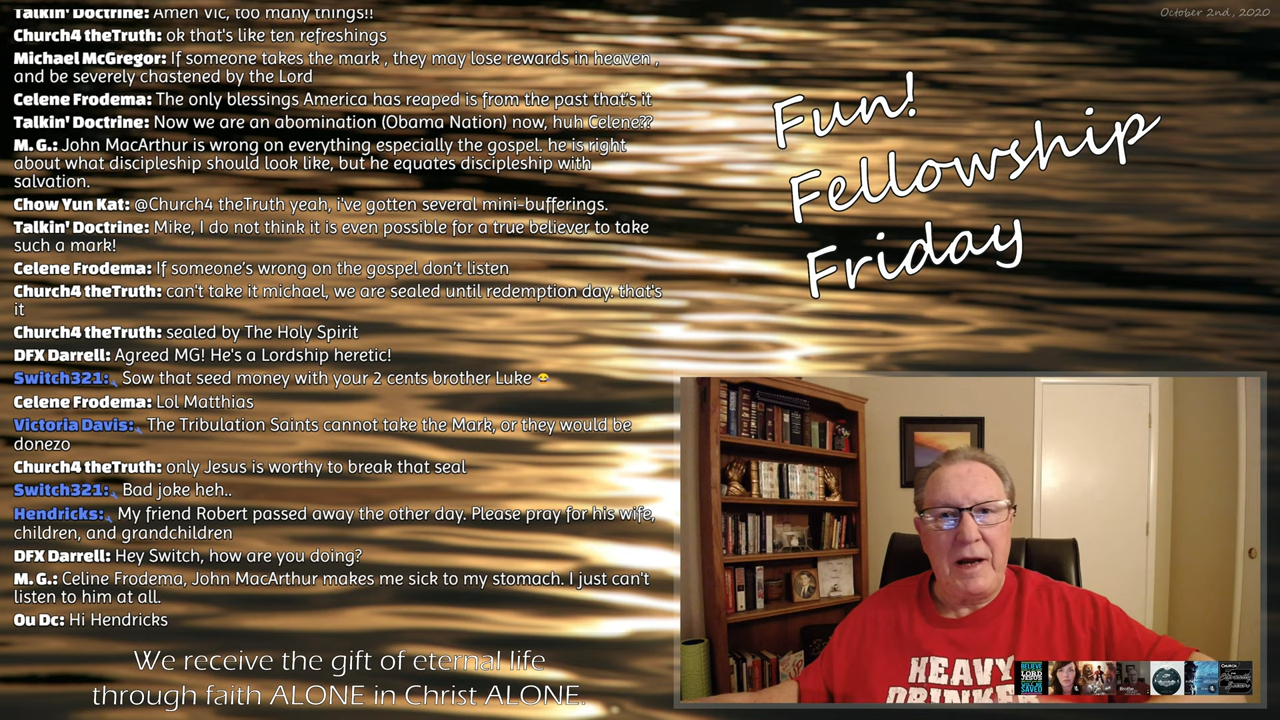 Talkin' Doctrine: Amen Vic, too many things!!
Church4 theTruth: ok that's like ten refreshings
Michael McGregor: If someone takes the mark , they may lose rewards in heaven ,
and be severely chastened by the Lord
Celene Frodema: The only blessings America has reaped is from the past that's it
Talkin' Doctrine: Now we are an abomination (Obama Nation) now, huh Celene??
M. G.: John MacArthur is wrong on everything especially the gospel. he is right
about what discipleship should look like, but he equates discipleship with
salvation.
Chow Yun Kat: @Church4 theTruth yeah, i've gotten several mini-bufferings.
Talkin' Doctrine: Mike, I do not think it is even possible for a true believer to take
such a mark!
Celene Frodema: If someone's wrong on the gospel don't listen
Church4 theTruth: can't take it michael, we are sealed until redemption day. that's
it
Church4 theTruth: sealed by The Holy Spirit
DFX Darrell: Agreed MG! He's a Lordship heretic!
Switch321: Sow that seed money with your 2 cents brother Luke 😂
Celene Frodema: Lol Matthias
Victoria Davis: The Tribulation Saints cannot take the Mark, or they would be
donezo
Church4 theTruth: only Jesus is worthy to break that seal
Switch321: Bad joke heh..
Hendricks: My friend Robert passed away the other day. Please pray for his wife,
children, and grandchildren
DFX Darrell: Hey Switch, how are you doing?
M. G.: Celine Frodema, John MacArthur makes me sick to my stomach. I just can't
listen to him at all.
Ou Dc: Hi Hendricks
We receive the gift of eternal life
through faith ALONE in Christ ALONE.
October 2nd, 2020
Fun!
Fellowship
Friday
HEAVY
DRINKER
BELIEVE
LORD
JESUS
SAVED
CHURCH